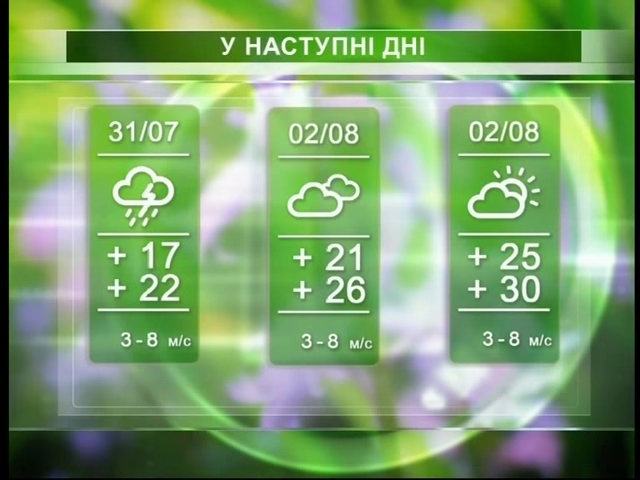 У НАСТУПНІ ДНІ
31/07
+ 17
+ 22
3 - 8 м/с
02/08
+ 21
+ 26
3 - 8 м/с
02/08
+ 25
+ 30
3 - 8 м/с